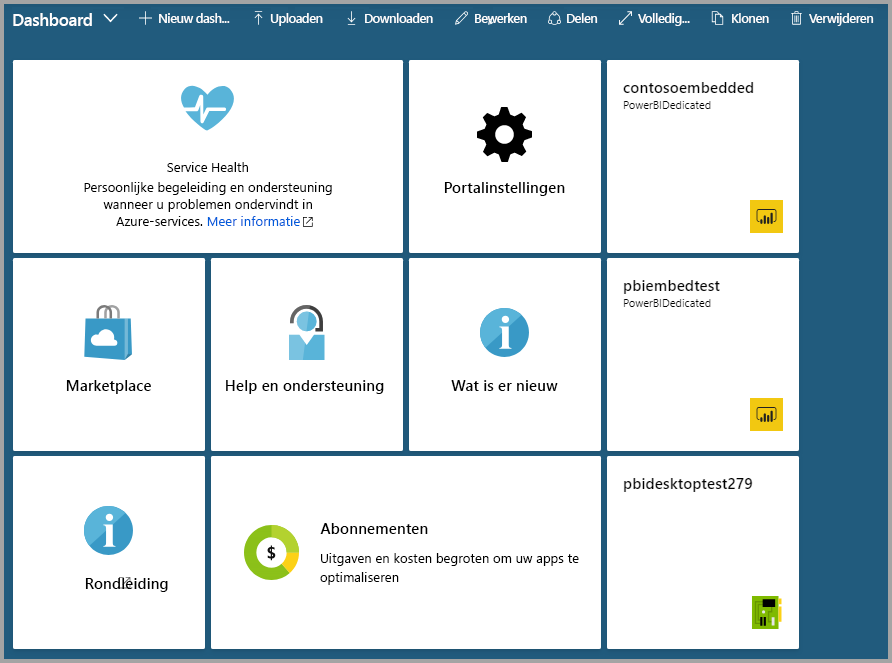 Dashboard
Nieuw dash...
Uploaden
Downloaden
Bewerken
Delen
Volledig...
Klonen
Verwijderen
Service Health
Persoonlijke begeleiding en ondersteuning
wanneer u problemen ondervindt in
Azure-services. Meer informatie
Portalinstellingen
contosoembedded
PowerBIDedicated
Marketplace
Help en ondersteuning
Wat is er nieuw
pbiembedtest
PowerBIDedicated
Rondleiding
$
Abonnementen
Uitgaven en kosten begroten om uw apps te
optimaliseren
pbidesktoptest279